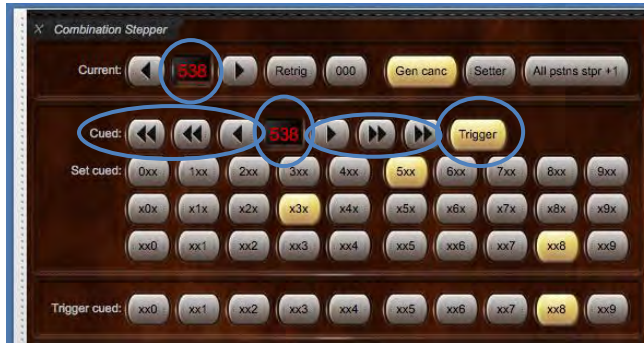 X Combination Stepper
Current: 538 Retrig 000 Gen canc Setter All pstns stpr +1
Cued: 538 Trigger
Set cued: 0xx 1xx 2xx 3xx 4xx 5xx 6xx 7xx 8xx 9xx
x0x x1x x2x x3x x4x x5x x6x x7x x8x x9x
xx0 xx1 xx2 xx3 xx4 xx5 xx6 xx7 xx8 xx9
Trigger cued: xx0 xx1 xx2 xx3 xx4 xx5 xx6 xx7 xx8 xx9